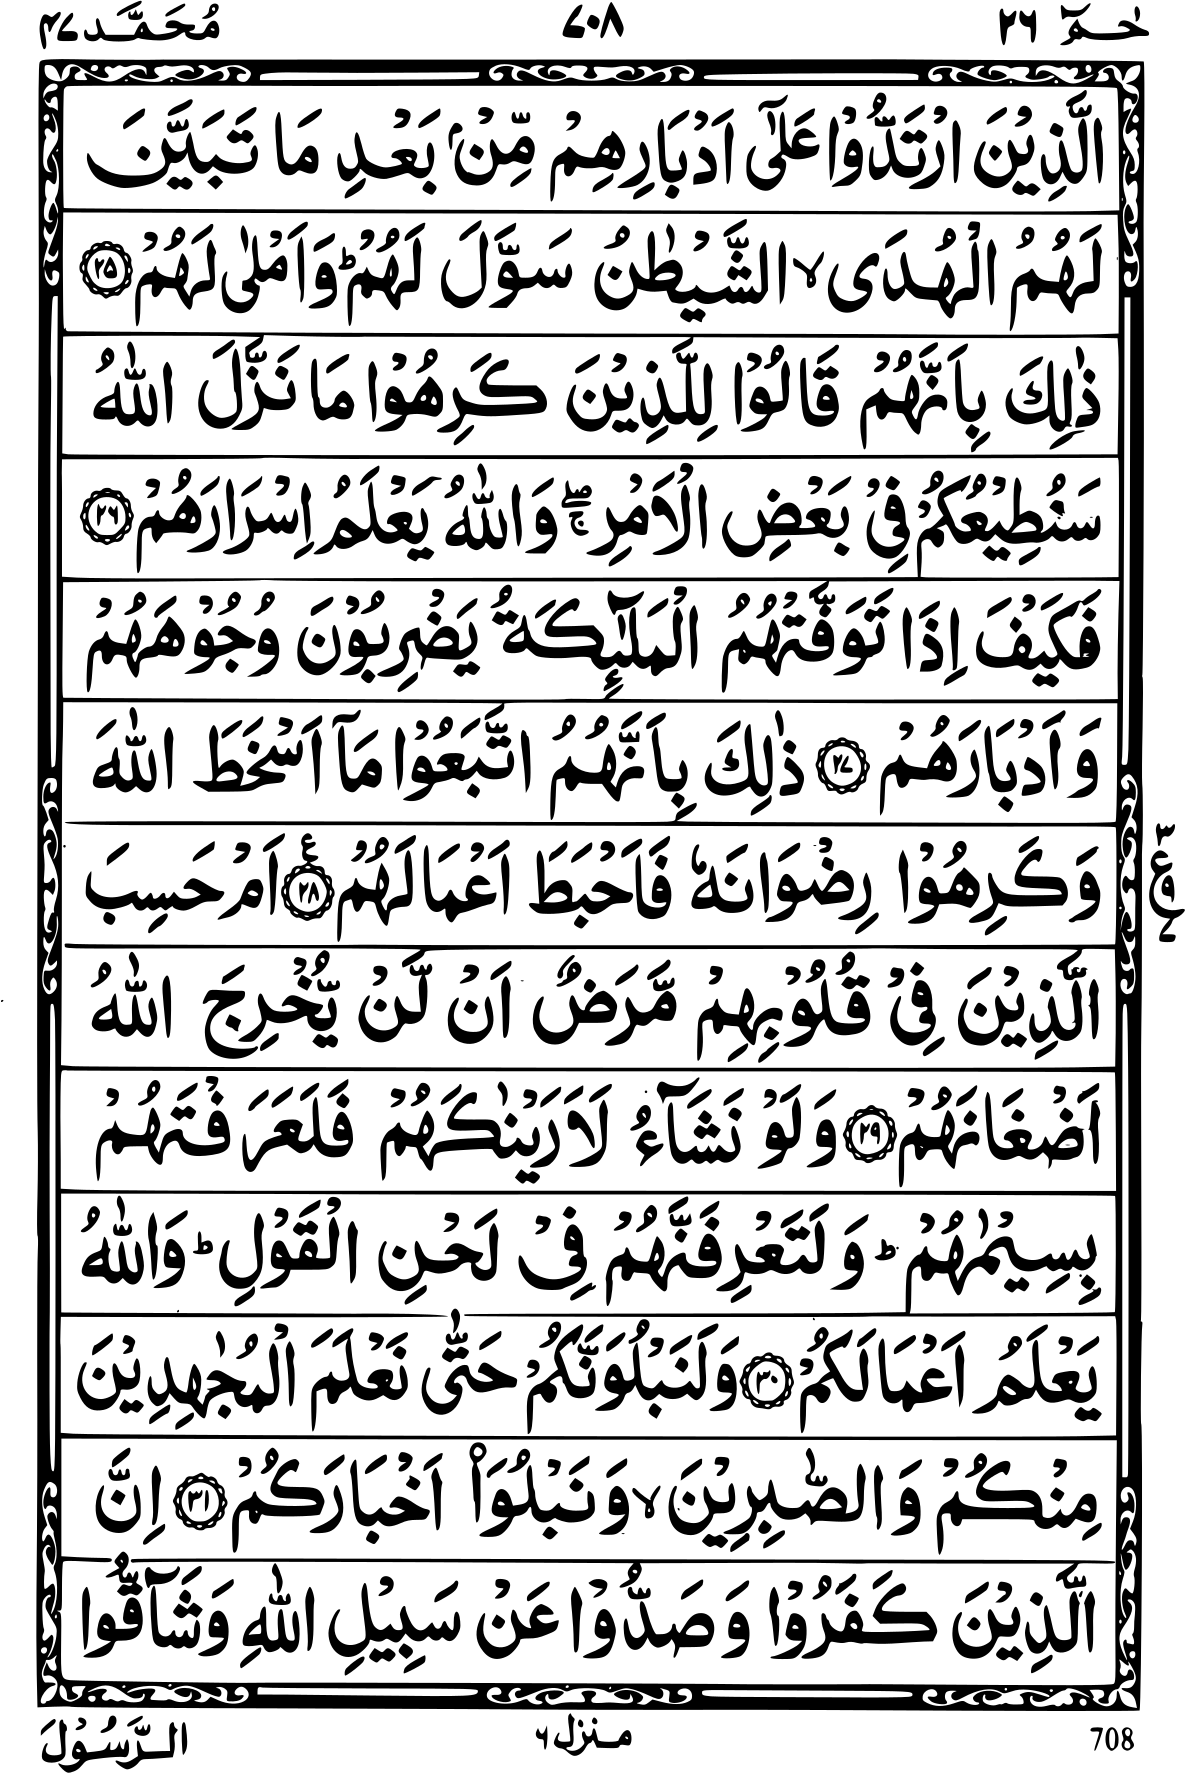 حٰمٓ ٢٦ ٧٠٨ مُحَمَّد ٤٧
الَّذِيْنَ ارْتَدُّوْا عَلٰٓى اَدْبَارِهِمْ مِّنْۢ بَعْدِ مَا تَبَيَّنَ
لَهُمُ الْهُدَى ۙ الشَّيْطٰنُ سَوَّلَ لَهُمْ ؕ وَاَمْلٰى لَهُمْ ﴿٢٥﴾
ذٰلِكَ بِاَنَّهُمْ قَالُوْا لِلَّذِيْنَ كَرِهُوْا مَا نَزَّلَ اللّٰهُ
سَنُطِيْعُكُمْ فِيْ بَعْضِ الْاَمْرِ ۖۚ وَاللّٰهُ يَعْلَمُ اِسْرَارَهُمْ ﴿٢٦﴾
فَكَيْفَ اِذَا تَوَفَّتْهُمُ الْمَلٰٓئِكَةُ يَضْرِبُوْنَ وُجُوْهَهُمْ
وَاَدْبَارَهُمْ ﴿٢٧﴾ ذٰلِكَ بِاَنَّهُمُ اتَّبَعُوْا مَاۤ اَسْخَطَ اللّٰهَ
وَكَرِهُوْا رِضْوَانَهٗ فَاَحْبَطَ اَعْمَالَهُمْ ﴿٢٨﴾ ع اَمْ حَسِبَ
٣ ع ٩ ٧
الَّذِيْنَ فِيْ قُلُوْبِهِمْ مَّرَضٌ اَنْ لَّنْ يُّخْرِجَ اللّٰهُ
اَضْغَانَهُمْ ﴿٢٩﴾ وَلَوْ نَشَآءُ لَاَرَيْنٰكَهُمْ فَلَعَرَفْتَهُمْ
بِسِيْمٰهُمْ ؕ وَلَتَعْرِفَنَّهُمْ فِيْ لَحْنِ الْقَوْلِ ؕ وَاللّٰهُ
يَعْلَمُ اَعْمَالَكُمْ ﴿٣٠﴾ وَلَنَبْلُوَنَّكُمْ حَتّٰى نَعْلَمَ الْمُجٰهِدِيْنَ
مِنْكُمْ وَالصّٰبِرِيْنَ ۙ وَنَبْلُوَا۟ اَخْبَارَكُمْ ﴿٣١﴾ اِنَّ
الَّذِيْنَ كَفَرُوْا وَصَدُّوْا عَنْ سَبِيْلِ اللّٰهِ وَشَآقُّوا
708 منزل ٦ الرَّسُوْلَ